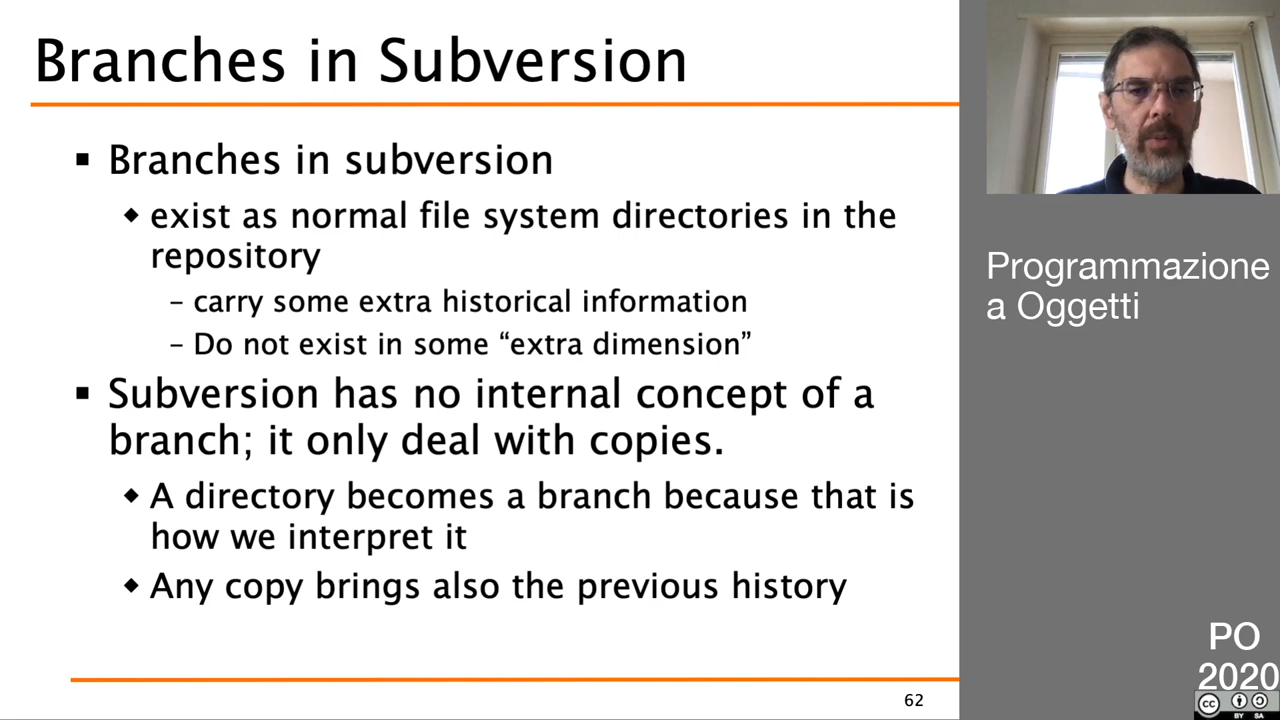 Branches in Subversion
▪ Branches in subversion
◆ exist as normal file system directories in the
repository
– carry some extra historical information
– Do not exist in some “extra dimension”
▪ Subversion has no internal concept of a
branch; it only deal with copies.
◆ A directory becomes a branch because that is
how we interpret it
◆ Any copy brings also the previous history
62
Programmazione
a Oggetti
PO
2020
cc
BY SA